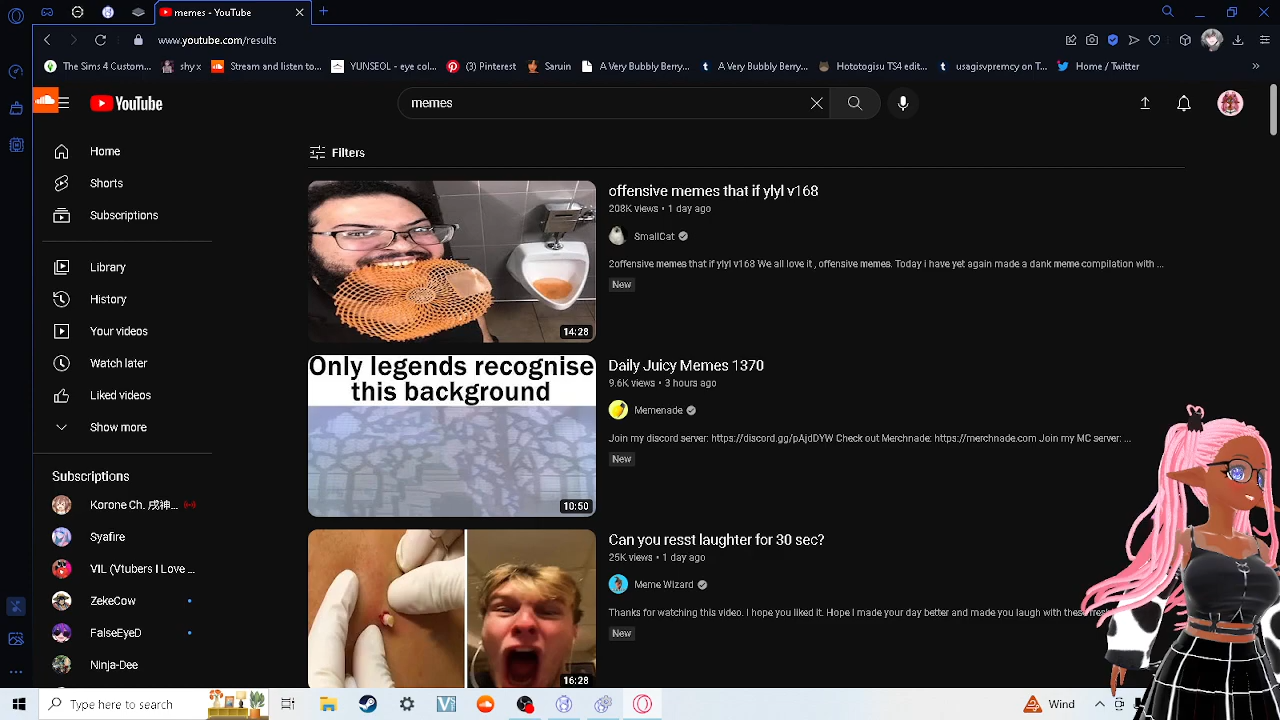 memes - YouTube
www.youtube.com/results
The Sims 4 Custom...
shy x
Stream and listen to...
YUNSEOL - eye col...
(3) Pinterest
Saruin
A Very Bubbly Berry...
A Very Bubbly Berry...
Hototogisu TS4 edit...
usagisvpremcy on T...
Home / Twitter
YouTube
memes
Home
Shorts
Subscriptions
Library
History
Your videos
Watch later
Liked videos
Show more
Subscriptions
Korone Ch. 戌神...
Syafire
VIL (Vtubers I Love ...
ZekeCow
FalseEyeD
Ninja-Dee
Filters
offensive memes that if ylyl v168
208K views • 1 day ago
SmallCat
2offensive memes that if ylyl v168 We all love it , offensive memes. Today i have yet again made a dank meme compilation with ...
New
14:28
Only legends recognise
this background
10:50
Daily Juicy Memes 1370
9.6K views • 3 hours ago
Memenade
Join my discord server: https://discord.gg/pAjdDYW Check out Merchnade: https://merchnade.com Join my MC server: ...
New
16:28
Can you resst laughter for 30 sec?
25K views • 1 day ago
Meme Wizard
Thanks for watching this video. I hope you liked it. Hope I made your day better and made you laugh with these
New
Type here to search
Wind